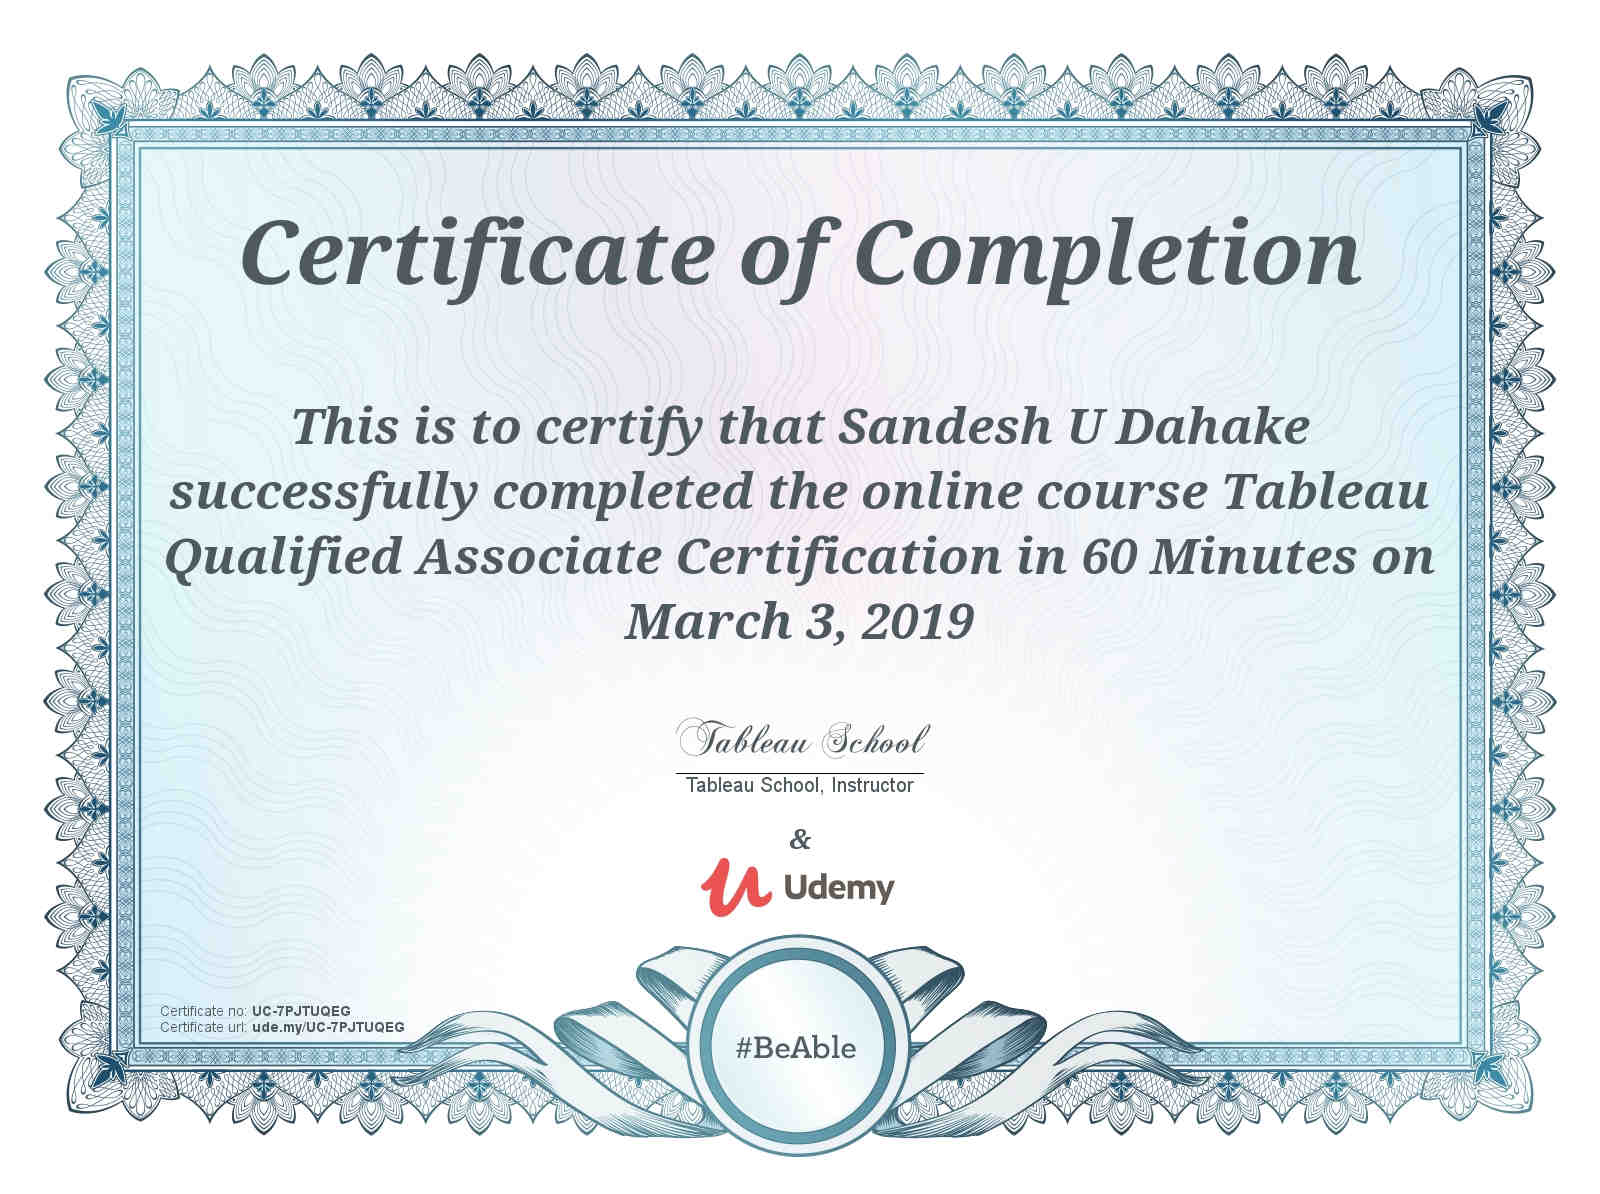 Certificate of Completion
This is to certify that Sandesh U Dahake
successfully completed the online course Tableau
Qualified Associate Certification in 60 Minutes on
March 3, 2019
Tableau School
Tableau School, Instructor
&
Udemy
Certificate no: UC-7PJTUQEG
Certificate url: ude.my/UC-7PJTUQEG
#BeAble